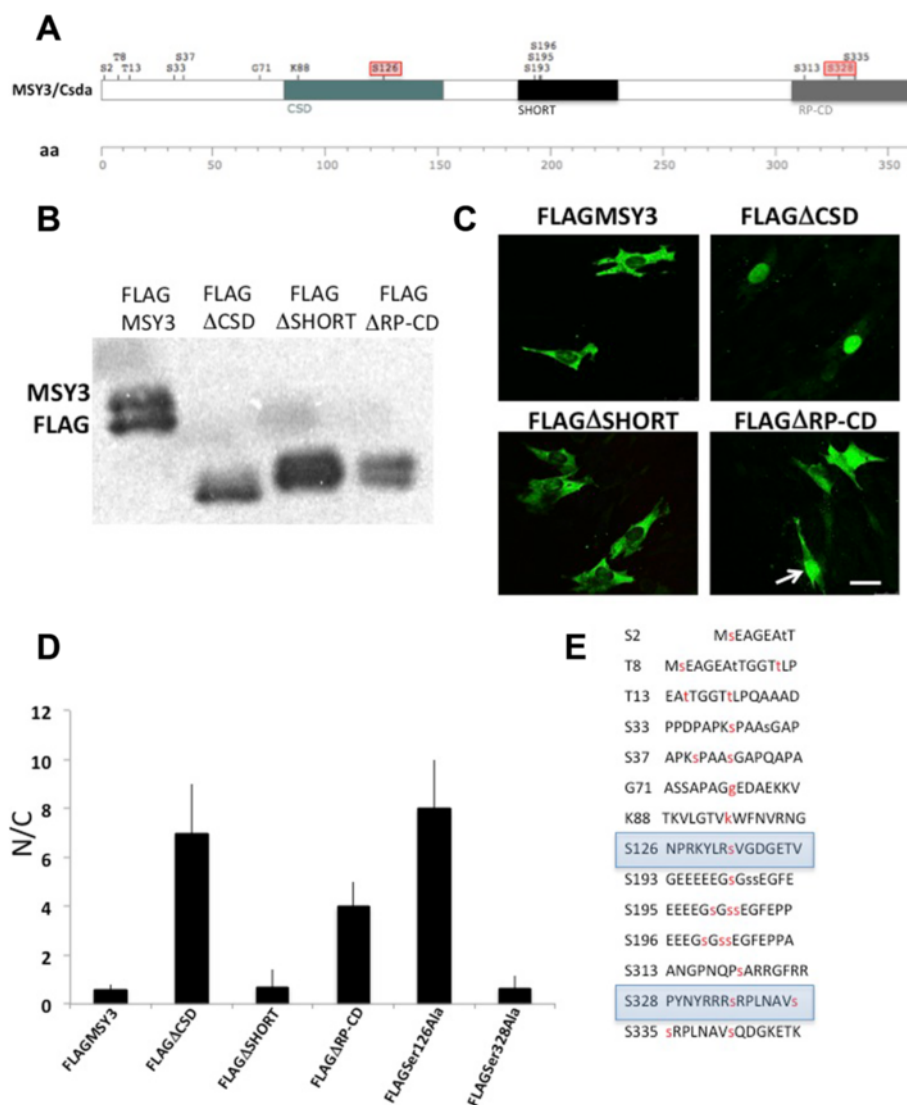 A
S37
S196
T8
S195
S335
S2 T13 S33 G71 K88 S126 S193 S313 S328
MSY3/Csda
CSD SHORT RP-CD
aa
0 50 100 150 200 250 300 350
B
FLAG MSY3
FLAG ΔCSD
FLAG ΔSHORT
FLAG ΔRP-CD
MSY3
FLAG
C
FLAGMSY3
FLAGΔCSD
FLAGΔSHORT
FLAGΔRP-CD
D
N/C
12
10
8
6
4
2
0
FLAGMSY3
FLAGΔCSD
FLAGΔSHORT
FLAGΔRP-CD
FLAGSer126Ala
FLAGSer328Ala
E
S2 MsEAGEAtT
T8 MsEAGEAtTGGTtLP
T13 EAtTGGTtLPQAAAD
S33 PPDPAPKsPAAsGAP
S37 APKsPAAsGAPQAPA
G71 ASSAPAGgEDAEKKV
K88 TKVLGTVkWFNVRNG
S126 NPRKYLRsVGDGETV
S193 GEEEEEGsGssEGFE
S195 EEEEGsGssEGFEPP
S196 EEEGsGssEGFEPPA
S313 ANGPNQPsARRGFRR
S328 PYNYRRRsRPLNAVs
S335 sRPLNAVsQDGKETK